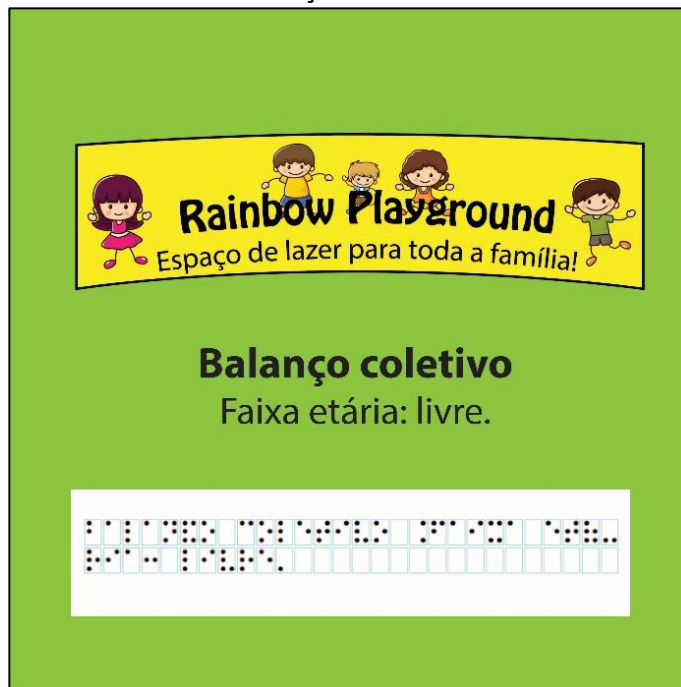 Rainbow Playground
Espaço de lazer para toda a família!
Balanço coletivo
Faixa etária: livre.